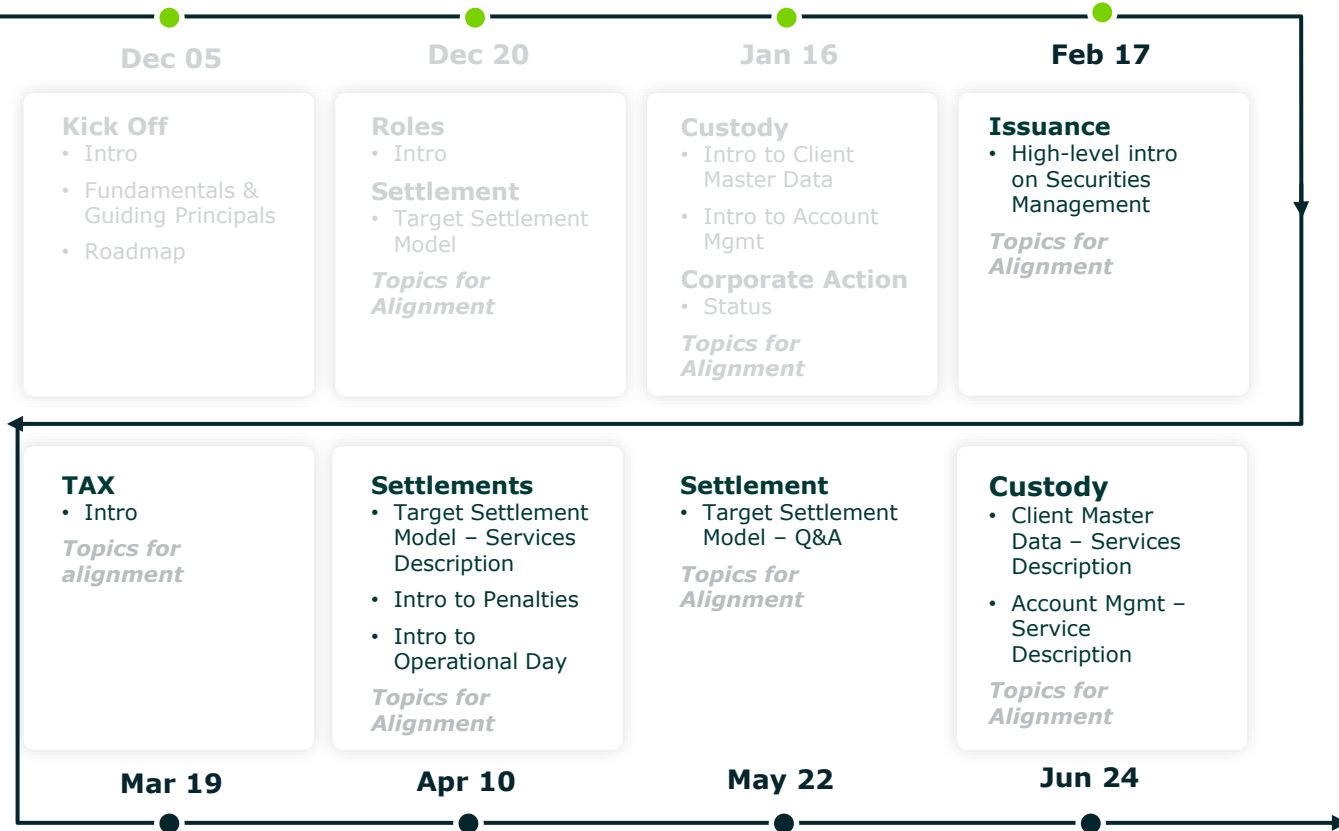 Dec 05
Kick Off
• Intro
• Fundamentals &
Guiding Principals
• Roadmap
Dec 20
Roles
• Intro
Settlement
• Target Settlement
Model
Topics for
Alignment
Jan 16
Custody
• Intro to Client
Master Data
• Intro to Account
Mgmt
Corporate Action
• Status
Topics for
Alignment
Feb 17
Issuance
• High-level intro
on Securities
Management
Topics for
Alignment
TAX
• Intro
Topics for
alignment
Mar 19
Settlements
• Target Settlement
Model – Services
Description
• Intro to Penalties
• Intro to
Operational Day
Topics for
Alignment
Apr 10
Settlement
• Target Settlement
Model – Q&A
Topics for
Alignment
May 22
Custody
• Client Master
Data – Services
Description
• Account Mgmt –
Service
Description
Topics for
Alignment
Jun 24